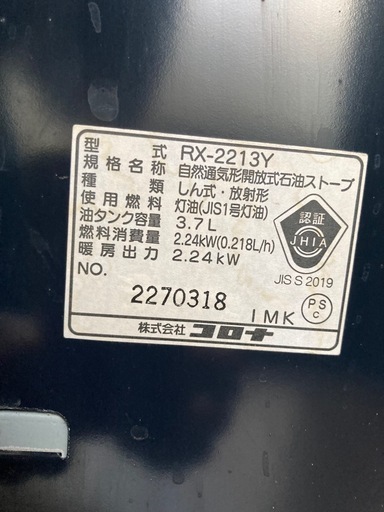 型式 RX-2213Y
規格名称 自然通気形開放式石油ストーブ
種類 しん式・放射形
使用燃料 灯油(JIS1号灯油)
油タンク容量 3.7L
燃料消費量 2.24kW(0.218L/h)
暖房出力 2.24kW
NO. 2270318
認証
JHIA
JIS S 2019
IMK
PS
C
株式会社 コロナ